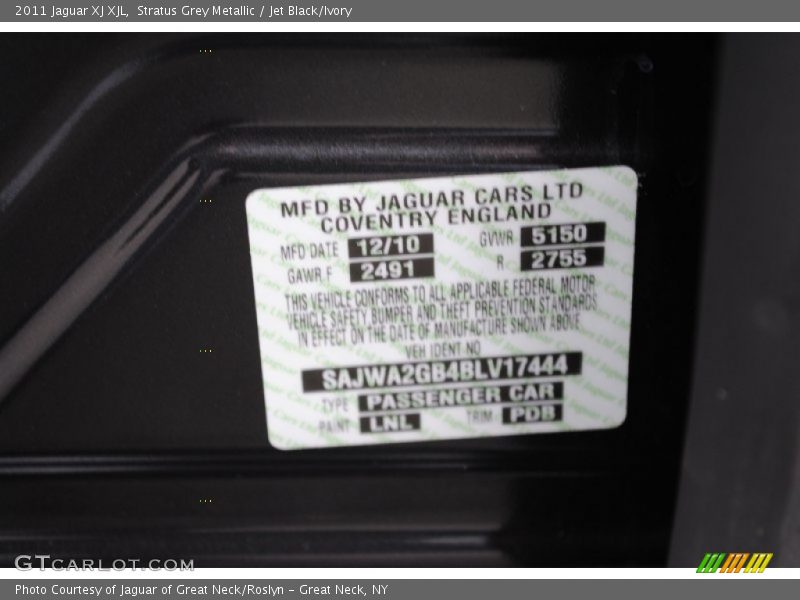 2011 Jaguar XJ XJL,  Stratus Grey Metallic / Jet Black/Ivory
MFD BY JAGUAR CARS LTD
COVENTRY ENGLAND
MFD DATE 12/10 GVWR 5150
GAWR F 2491 R 2755
THIS VEHICLE CONFORMS TO ALL APPLICABLE FEDERAL MOTOR
VEHICLE SAFETY BUMPER AND THEFT PREVENTION STANDARDS
IN EFFECT ON THE DATE OF MANUFACTURE SHOWN ABOVE
VEH IDENT NO
SAJWA2GB4BLV17444
TYPE PASSENGER CAR
PAINT LNL TRIM PDB
GTCARLOT.COM
Photo Courtesy of Jaguar of Great Neck/Roslyn – Great Neck, NY